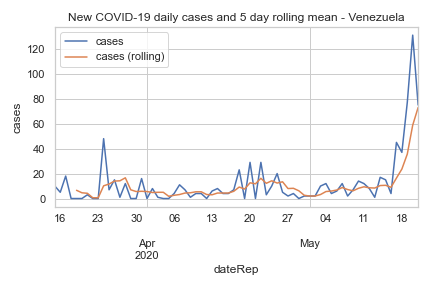 New COVID-19 daily cases and 5 day rolling mean - Venezuela
cases
cases (rolling)
120
100
80
60
40
20
0
cases
16 23 30 06 13 20 27 04 11 18
Apr May
2020
dateRep